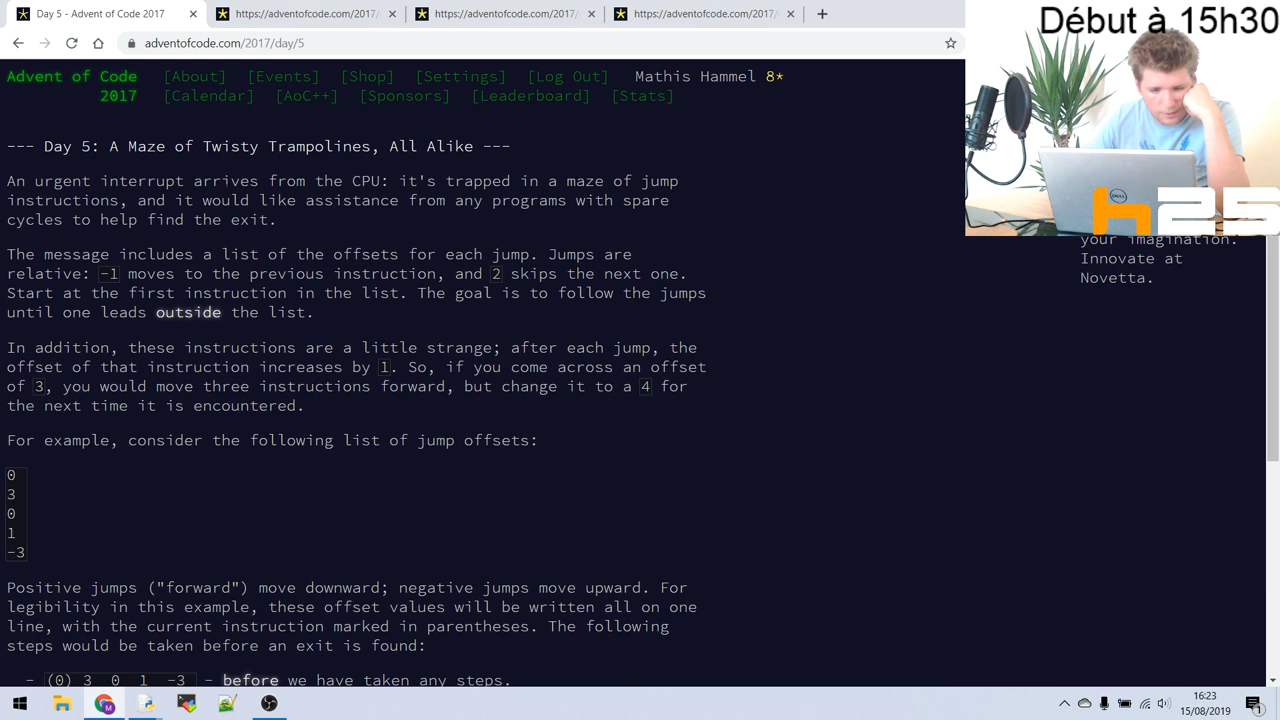 Day 5 - Advent of Code 2017
https://adventofcode.com/2017/
https://adventofcode.com/2017/
https://adventofcode.com/2017/
adventofcode.com/2017/day/5
Début à 15h30
Advent of Code [About] [Events] [Shop] [Settings] [Log Out] Mathis Hammel 8*
2017 [Calendar] [AoC++] [Sponsors] [Leaderboard] [Stats]
--- Day 5: A Maze of Twisty Trampolines, All Alike ---
An urgent interrupt arrives from the CPU: it's trapped in a maze of jump
instructions, and it would like assistance from any programs with spare
cycles to help find the exit.
The message includes a list of the offsets for each jump. Jumps are
relative: -1 moves to the previous instruction, and 2 skips the next one.
Start at the first instruction in the list. The goal is to follow the jumps
until one leads outside the list.
In addition, these instructions are a little strange; after each jump, the
offset of that instruction increases by 1. So, if you come across an offset
of 3, you would move three instructions forward, but change it to a 4 for
the next time it is encountered.
For example, consider the following list of jump offsets:
0
3
0
1
-3
Positive jumps ("forward") move downward; negative jumps move upward. For
legibility in this example, these offset values will be written all on one
line, with the current instruction marked in parentheses. The following
steps would be taken before an exit is found:
- (0) 3 0 1 -3 - before we have taken any steps.
DELL
h25
your imagination.
Innovate at
Novetta.
16:23
15/08/2019
1